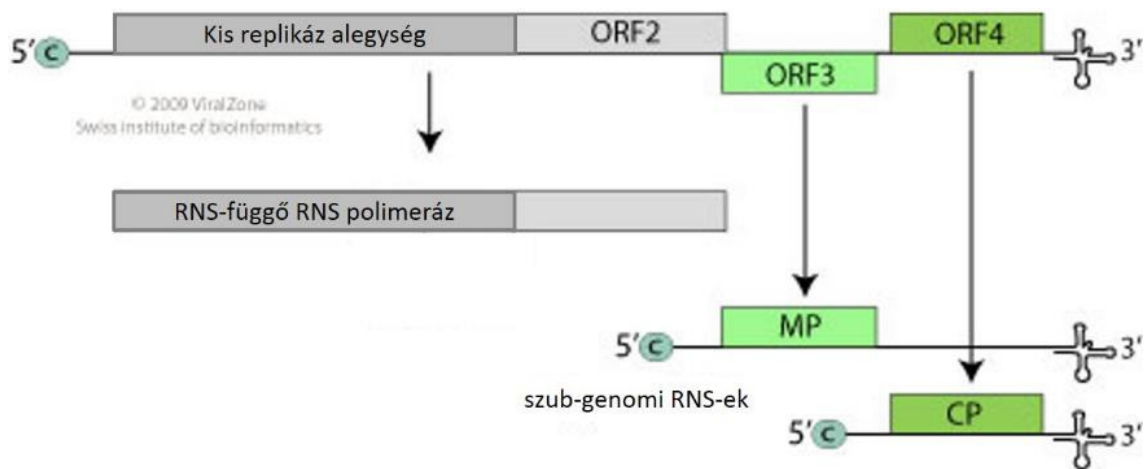 Kis replikáz alegység ORF2 ORF4
5' C 3'
ORF3
© 2009 ViralZone
Swiss institute of bioinformatics
RNS-függő RNS polimeráz
MP
5' C 3'
szub-genomi RNS-ek
CP
5' C 3'